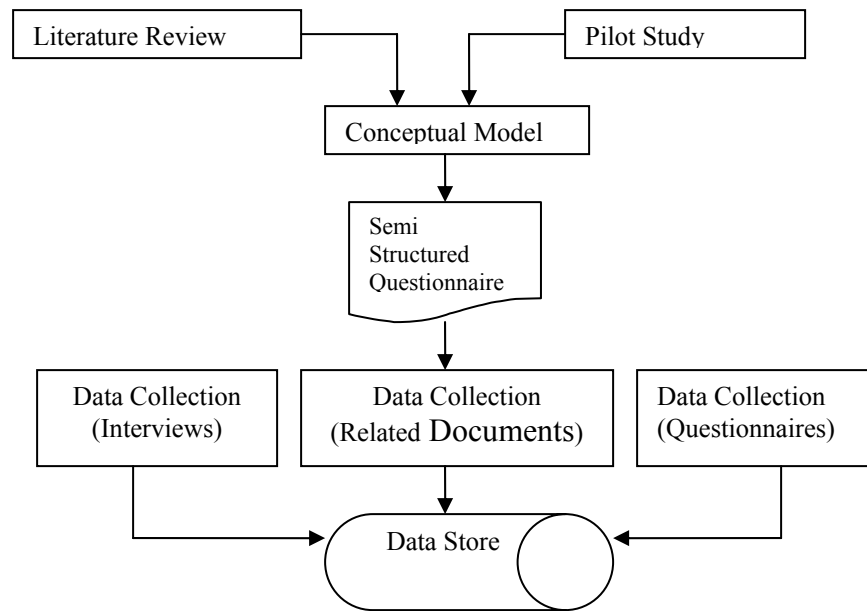 Literature Review
Pilot Study
Conceptual Model
Semi
Structured
Questionnaire
Data Collection
(Interviews)
Data Collection
(Related Documents)
Data Collection
(Questionnaires)
Data Store